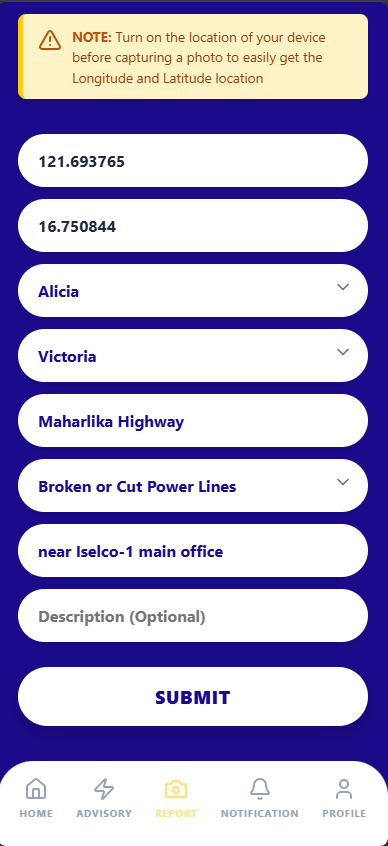 NOTE: Turn on the location of your device
before capturing a photo to easily get the
Longitude and Latitude location
121.693765
16.750844
Alicia
Victoria
Maharlika Highway
Broken or Cut Power Lines
near Iselco-1 main office
Description (Optional)
SUBMIT
HOME ADVISORY REPORT NOTIFICATION PROFILE